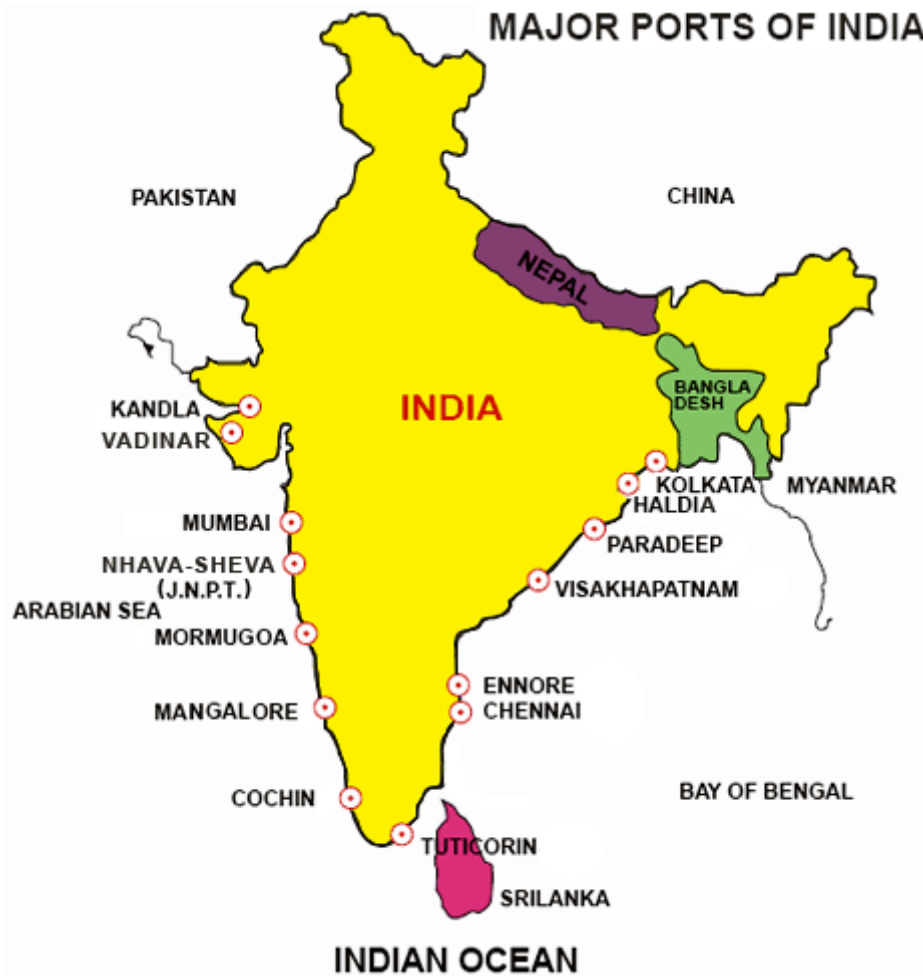 MAJOR PORTS OF INDIA
PAKISTAN
CHINA
NEPAL
BANGLA
DESH
INDIA
KANDLA
VADINAR
KOLKATA
MYANMAR
HALDIA
MUMBAI
PARADEEP
NHAVA-SHEVA
(J.N.P.T.)
VISAKHAPATNAM
ARABIAN SEA
MORMUGOA
ENNORE
MANGALORE
CHENNAI
COCHIN
BAY OF BENGAL
TUTICORIN
SRILANKA
INDIAN OCEAN